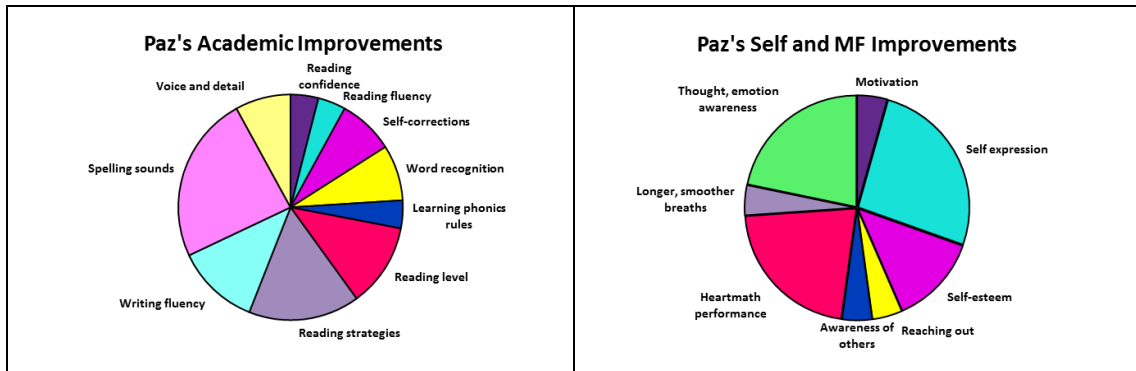 Paz's Academic Improvements
Reading
confidence
Reading fluency
Self-corrections
Word recognition
Learning phonics
rules
Reading level
Reading strategies
Writing fluency
Spelling sounds
Voice and detail
Paz's Self and MF Improvements
Motivation
Self expression
Self-esteem
Reaching out
Awareness of
others
Heartmath
performance
Longer, smoother
breaths
Thought, emotion
awareness